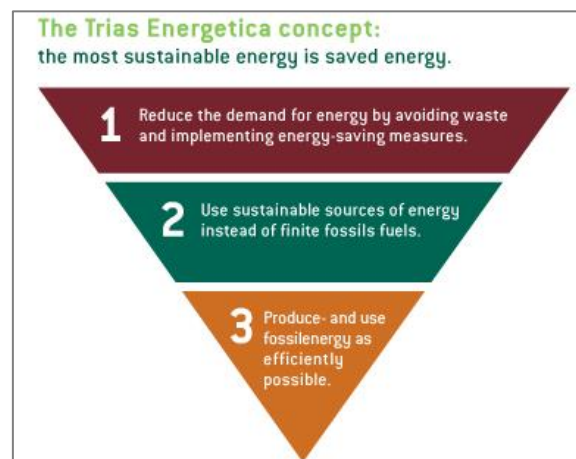 The Trias Energetica concept:
the most sustainable energy is saved energy.
1
Reduce the demand for energy by avoiding waste
and implementing energy-saving measures.
2
Use sustainable sources of energy
instead of finite fossils fuels.
3
Produce- and use
fossilenergy as
efficiently
possible.